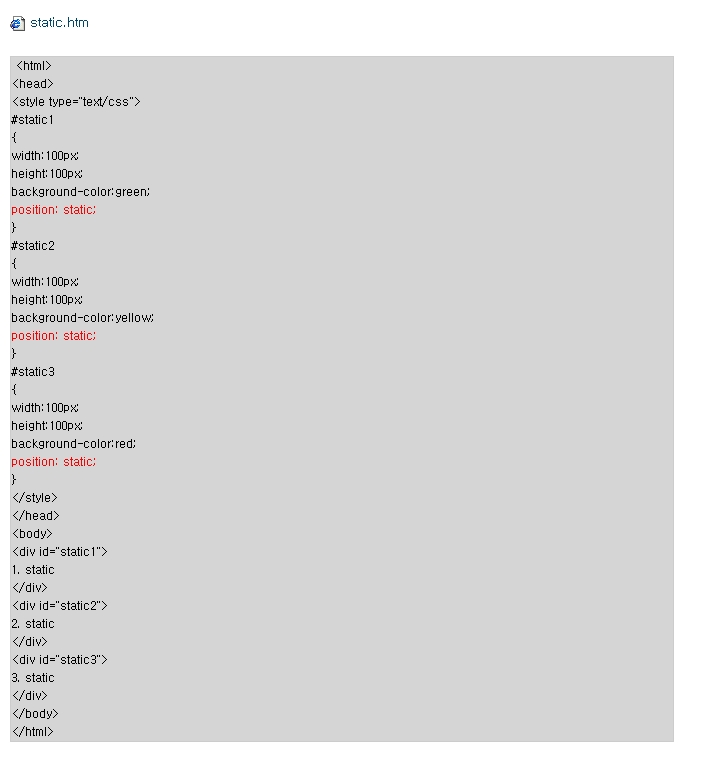 static.htm
<html>
<head>
<style type="text/css">
#static1
{
width:100px;
height:100px;
background-color:green;
position: static;
}
#static2
{
width:100px;
height:100px;
background-color:yellow;
position: static;
}
#static3
{
width:100px;
height:100px;
background-color:red;
position: static;
}
</style>
</head>
<body>
<div id="static1">
1. static
</div>
<div id="static2">
2. static
</div>
<div id="static3">
3. static
</div>
</body>
</html>